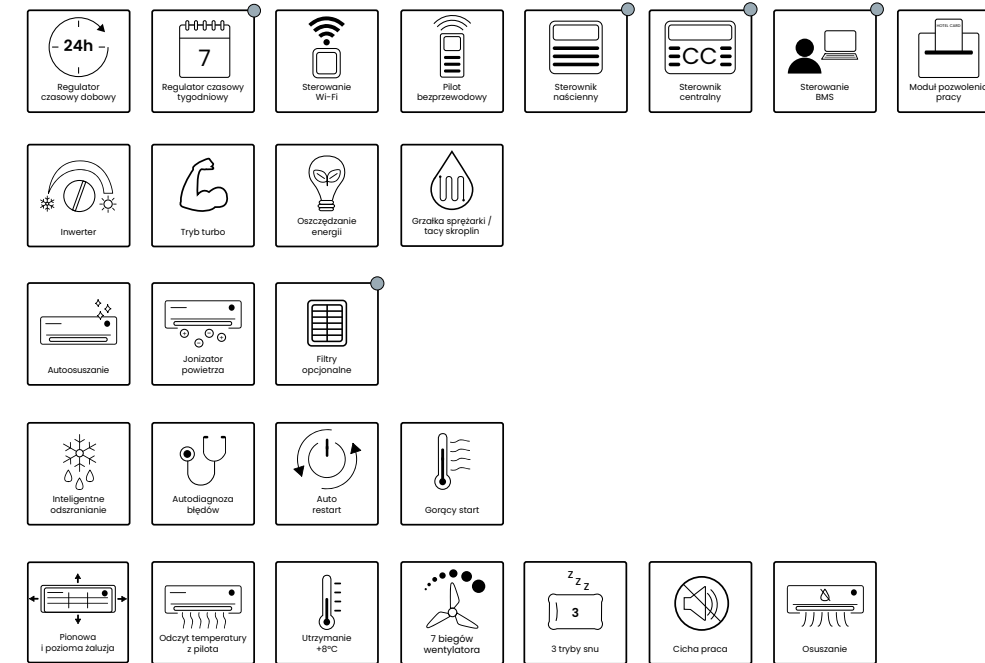 24h
Regulator
czasowy dobowy
7
Regulator czasowy
tygodniowy
Sterowanie
Wi-Fi
Pilot
bezprzewodowy
Sterownik
naścienny
CC
Sterownik
centralny
Sterowanie
BMS
HOTEL CARD
Moduł pozwolenia
pracy
Inwerter
Tryb turbo
Oszczędzanie
energii
Grzałka sprężarki /
tacy skroplin
Autoosuszanie
Jonizator
powietrza
Filtry
opcjonalne
Inteligentne
odszranianie
Autodiagnoza
błędów
Auto
restart
Gorący start
Pionowa
i pozioma żaluzja
Odczyt temperatury
z pilota
Utrzymanie
+8°C
7 biegów
wentylatora
Z Z Z
3
3 tryby snu
Cicha praca
Osuszanie